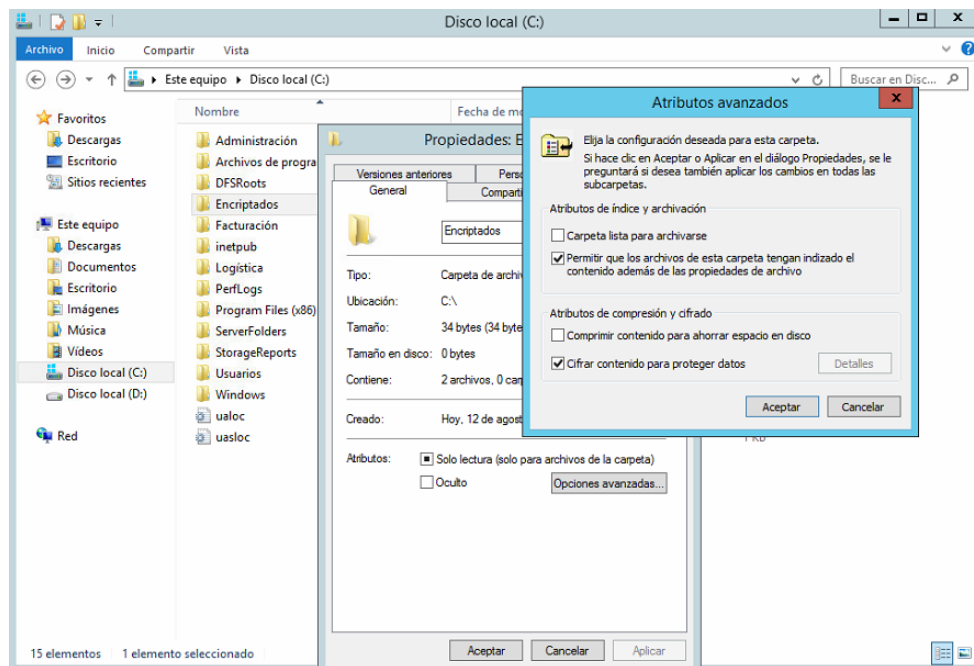 Disco local (C:)
Archivo Inicio Compartir Vista
Este equipo Disco local (C:)
Buscar en Disc...
Favoritos
Descargas
Escritorio
Sitios recientes
Este equipo
Descargas
Documentos
Escritorio
Imágenes
Música
Vídeos
Disco local (C:)
Disco local (D:)
Red
Nombre
Fecha de mo
Administración
Archivos de progra
DFSRoots
Encriptados
Facturación
inetpub
Logística
PerfLogs
Program Files (x86)
ServerFolders
StorageReports
Usuarios
Windows
ualoc
uasloc
1 KB
15 elementos 1 elemento seleccionado
Propiedades: E
Versiones anteriores Perso
General Comparti
Encriptados
Tipo: Carpeta de archiv
Ubicación: C:\
Tamaño: 34 bytes (34 byte
Tamaño en disco: 0 bytes
Contiene: 2 archivos, 0 carp
Creado: Hoy, 12 de agost
Atributos: Solo lectura (solo para archivos de la carpeta)
Oculto Opciones avanzadas...
Aceptar Cancelar Aplicar
Atributos avanzados
x
Elija la configuración deseada para esta carpeta.
Si hace clic en Aceptar o Aplicar en el diálogo Propiedades, se le
preguntará si desea también aplicar los cambios en todas las
subcarpetas.
Atributos de índice y archivación
Carpeta lista para archivarse
Permitir que los archivos de esta carpeta tengan indizado el
contenido además de las propiedades de archivo
Atributos de compresión y cifrado
Comprimir contenido para ahorrar espacio en disco
Cifrar contenido para proteger datos Detalles
Aceptar Cancelar